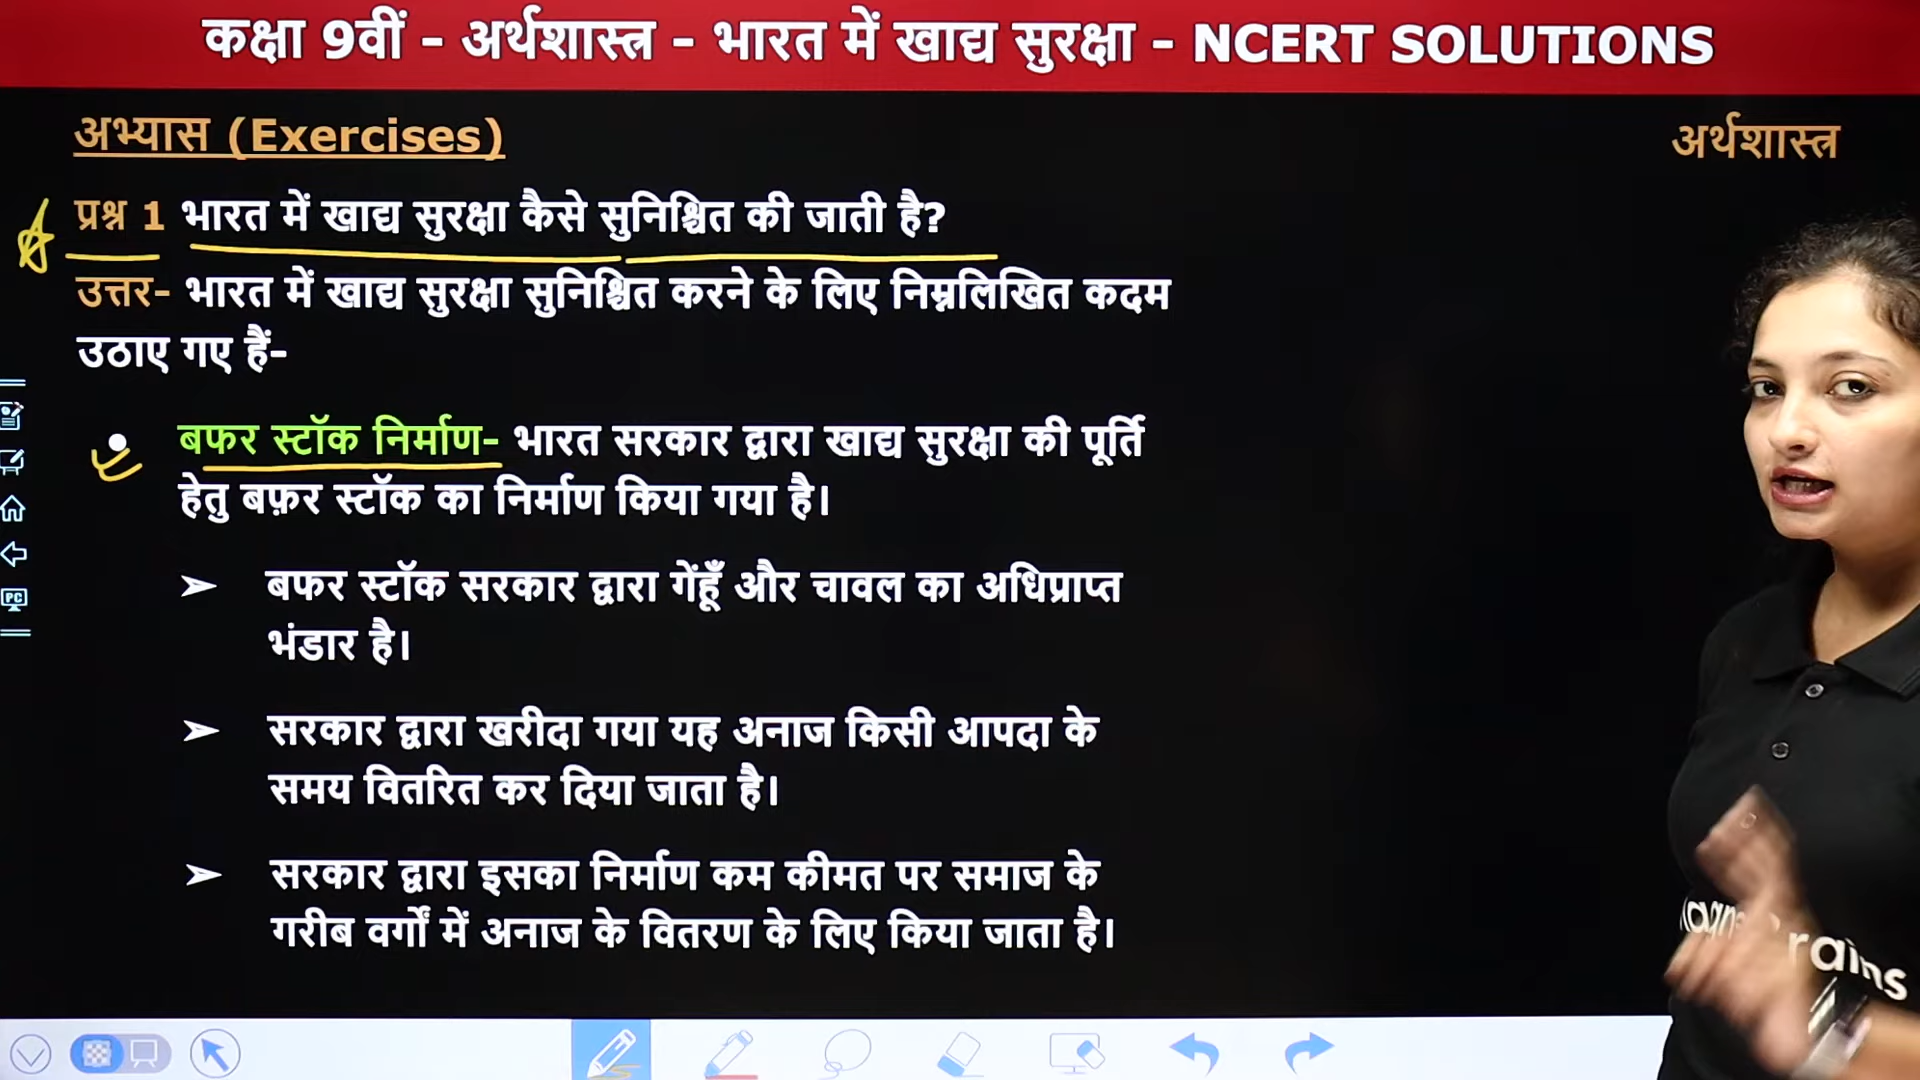 कक्षा 9वीं - अर्थशास्त्र - भारत में खाद्य सुरक्षा - NCERT SOLUTIONS
अभ्यास (Exercises)
अर्थशास्त्र
प्रश्न 1 भारत में खाद्य सुरक्षा कैसे सुनिश्चित की जाती है?
उत्तर- भारत में खाद्य सुरक्षा सुनिश्चित करने के लिए निम्नलिखित कदम
उठाए गए हैं-
बफर स्टॉक निर्माण- भारत सरकार द्वारा खाद्य सुरक्षा की पूर्ति
हेतु बफ़र स्टॉक का निर्माण किया गया है।
बफर स्टॉक सरकार द्वारा गेंहूँ और चावल का अधिप्राप्त
भंडार है।
सरकार द्वारा खरीदा गया यह अनाज किसी आपदा के
समय वितरित कर दिया जाता है।
सरकार द्वारा इसका निर्माण कम कीमत पर समाज के
गरीब वर्गों में अनाज के वितरण के लिए किया जाता है।
PC